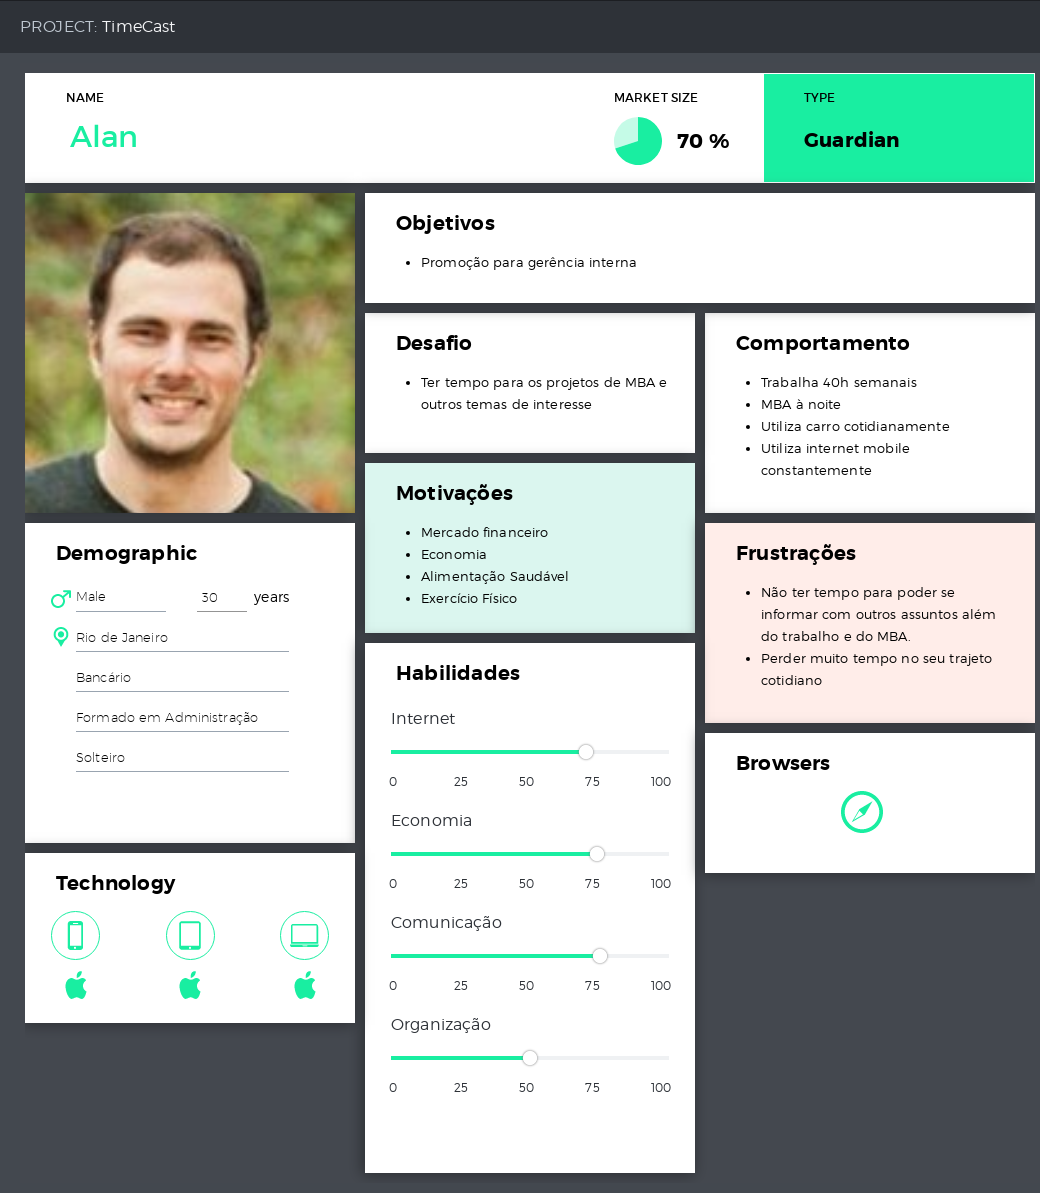 PROJECT: TimeCast
NAME
Alan
MARKET SIZE
70 %
TYPE
Guardian
Objetivos
Promoção para gerência interna
Desafio
Ter tempo para os projetos de MBA e
outros temas de interesse
Comportamento
Trabalha 40h semanais
MBA à noite
Utiliza carro cotidianamente
Utiliza internet mobile
constantemente
Motivações
Mercado financeiro
Economia
Alimentação Saudável
Exercício Físico
Demographic
Male 30 years
Rio de Janeiro
Bancário
Formado em Administração
Solteiro
Frustrações
Não ter tempo para poder se
informar com outros assuntos além
do trabalho e do MBA.
Perder muito tempo no seu trajeto
cotidiano
Habilidades
Internet
0 25 50 75 100
Economia
0 25 50 75 100
Comunicação
0 25 50 75 100
Organização
0 25 50 75 100
Browsers
Technology